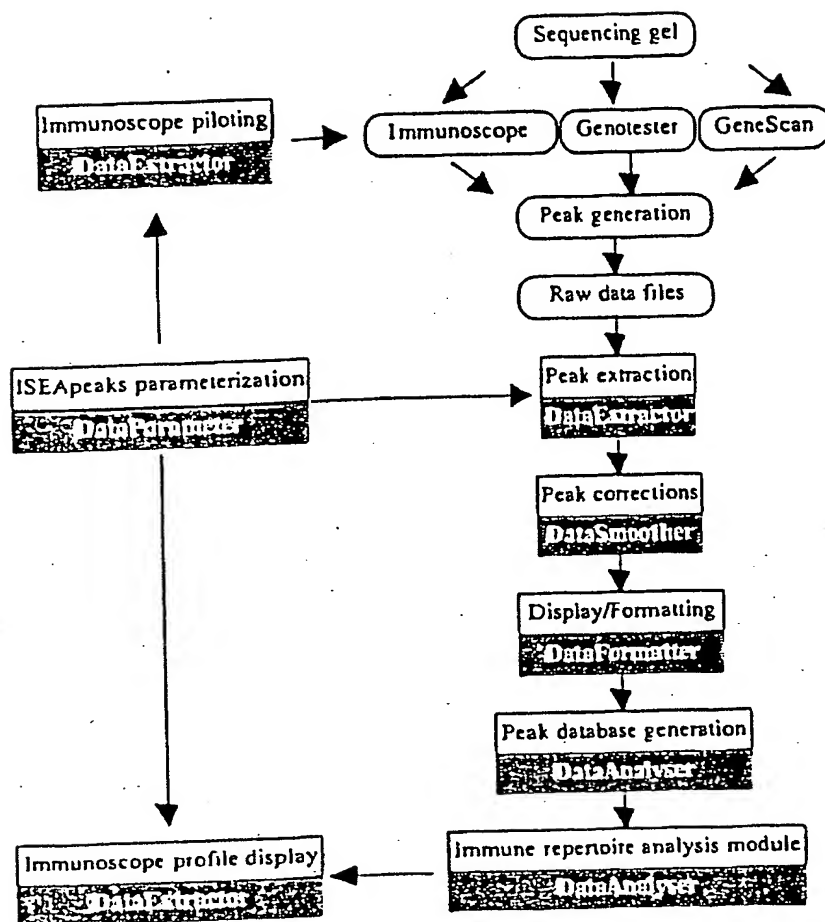 Sequencing gel
Immunoscope piloting
DataExtractor
Immunoscope
Genotester
GeneScan
Peak generation
Raw data files
ISEApeaks parameterization
DataParameter
Peak extraction
DataExtractor
Peak corrections
DataSmoother
Display/Formatting
DataFormatter
Peak database generation
DataAnalyser
Immunoscope profile display
DataExtractor
Immune repertoire analysis module
DataAnalyser